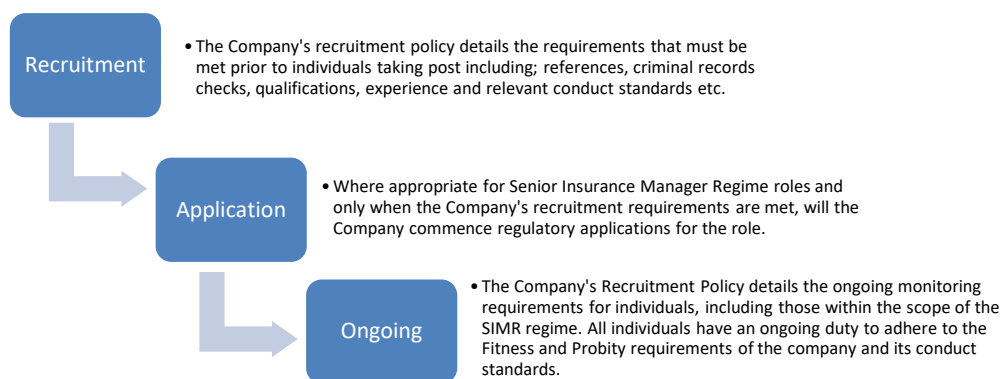 Recruitment
•The Company's recruitment policy details the requirements that must be
met prior to individuals taking post including; references, criminal records
checks, qualifications, experience and relevant conduct standards etc.
Application
•Where appropriate for Senior Insurance Manager Regime roles and
only when the Company's recruitment requirements are met, will the
Company commence regulatory applications for the role.
Ongoing
•The Company's Recruitment Policy details the ongoing monitoring
requirements for individuals, including those within the scope of the
SIMR regime. All individuals have an ongoing duty to adhere to the
Fitness and Probity requirements of the company and its conduct
standards.